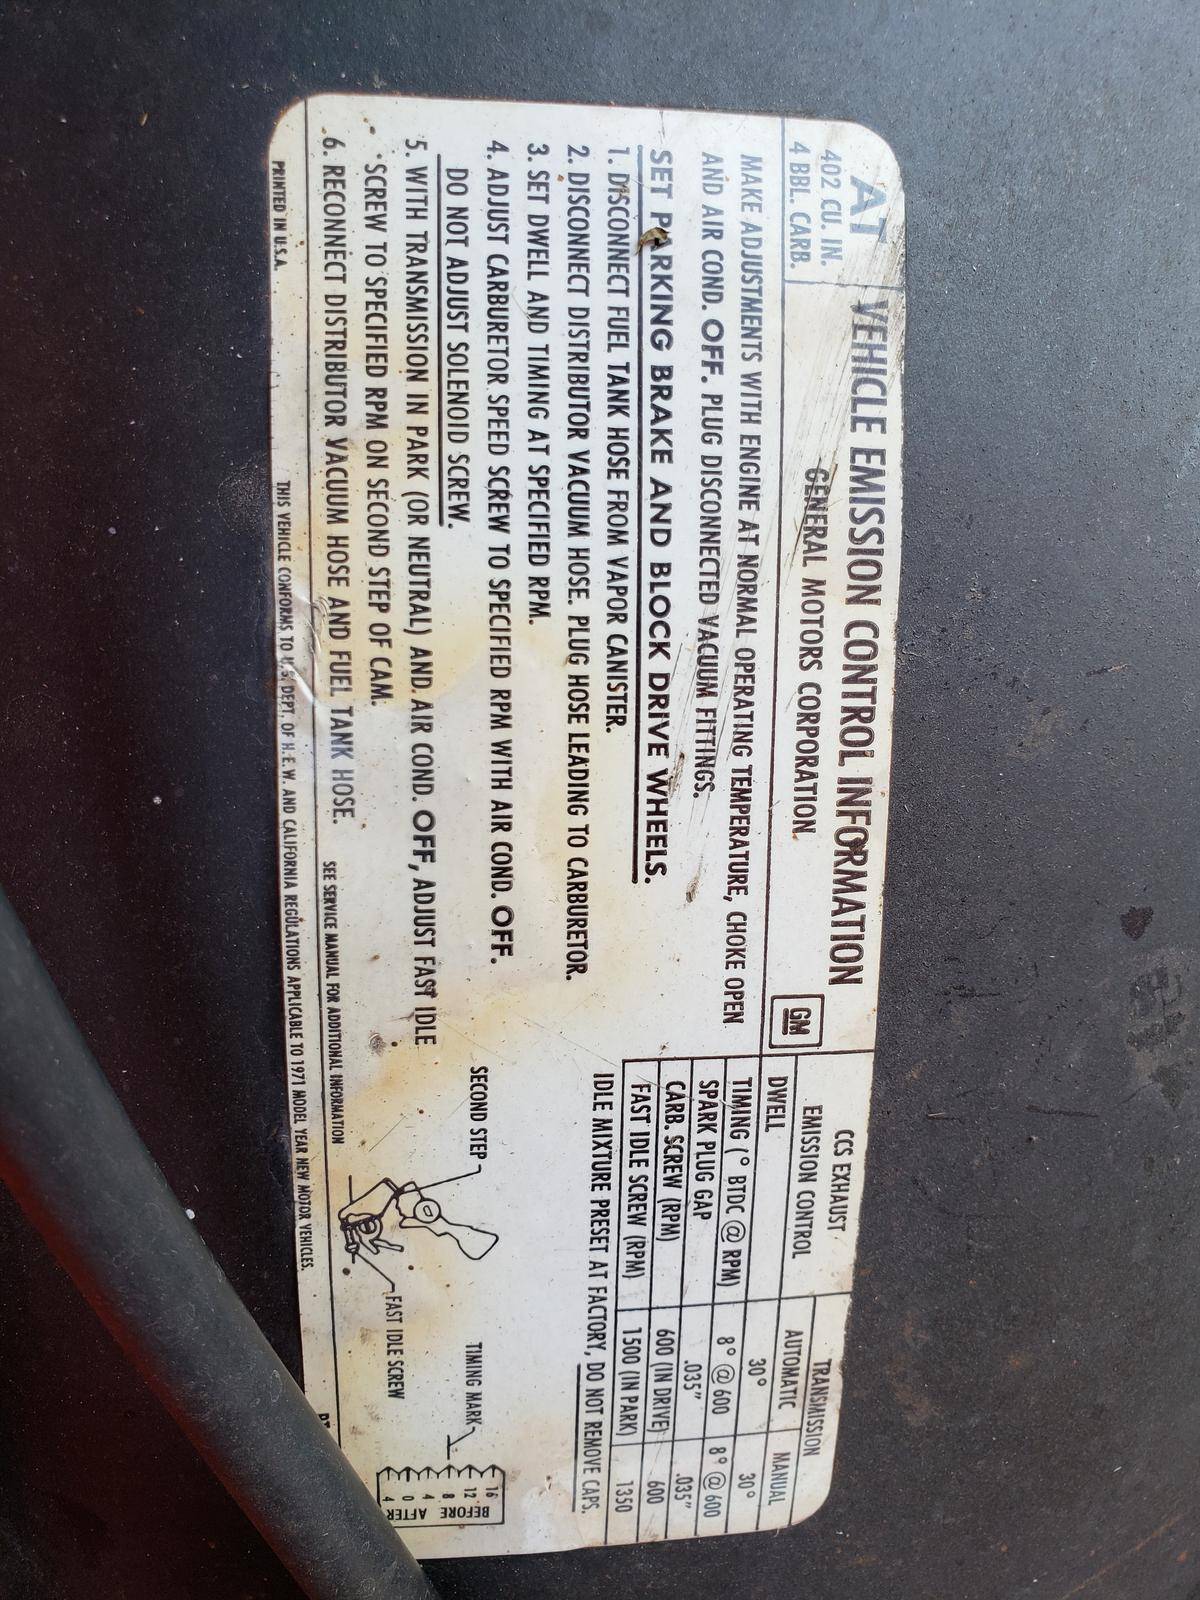 AT VEHICLE EMISSION CONTROL INFORMATION
402 CU. IN.
4 BBL. CARB.
GENERAL MOTORS CORPORATION
GM
MAKE ADJUSTMENTS WITH ENGINE AT NORMAL OPERATING TEMPERATURE, CHOKE OPEN
AND AIR COND. OFF. PLUG DISCONNECTED VACUUM FITTINGS.
SET PARKING BRAKE AND BLOCK DRIVE WHEELS.
1. DISCONNECT FUEL TANK HOSE FROM VAPOR CANISTER.
2. DISCONNECT DISTRIBUTOR VACUUM HOSE. PLUG HOSE LEADING TO CARBURETOR.
3. SET DWELL AND TIMING AT SPECIFIED RPM.
4. ADJUST CARBURETOR SPEED SCREW TO SPECIFIED RPM WITH AIR COND. OFF.
DO NOT ADJUST SOLENOID SCREW.
5. WITH TRANSMISSION IN PARK (OR NEUTRAL) AND AIR COND. OFF, ADJUST FAST IDLE
SCREW TO SPECIFIED RPM ON SECOND STEP OF CAM.
6. RECONNECT DISTRIBUTOR VACUUM HOSE AND FUEL TANK HOSE.
SEE SERVICE MANUAL FOR ADDITIONAL INFORMATION
PRINTED IN U.S.A.
THIS VEHICLE CONFORMS TO U.S. DEPT. OF H.E.W. AND CALIFORNIA REGULATIONS APPLICABLE TO 1971 MODEL YEAR NEW MOTOR VEHICLES.
CCS EXHAUST
EMISSION CONTROL
TRANSMISSION
AUTOMATIC MANUAL
DWELL 30° 30°
TIMING (° BTDC @ RPM) 8° @ 600 8° @ 600
SPARK PLUG GAP .035" .035"
CARB. SCREW (RPM) 600 (IN DRIVE) 600
FAST IDLE SCREW (RPM) 1500 (IN PARK) 1350
IDLE MIXTURE PRESET AT FACTORY, DO NOT REMOVE CAPS.
SECOND STEP
FAST IDLE SCREW
TIMING MARK
16
12
8
4
0
4
BEFORE
AFTER